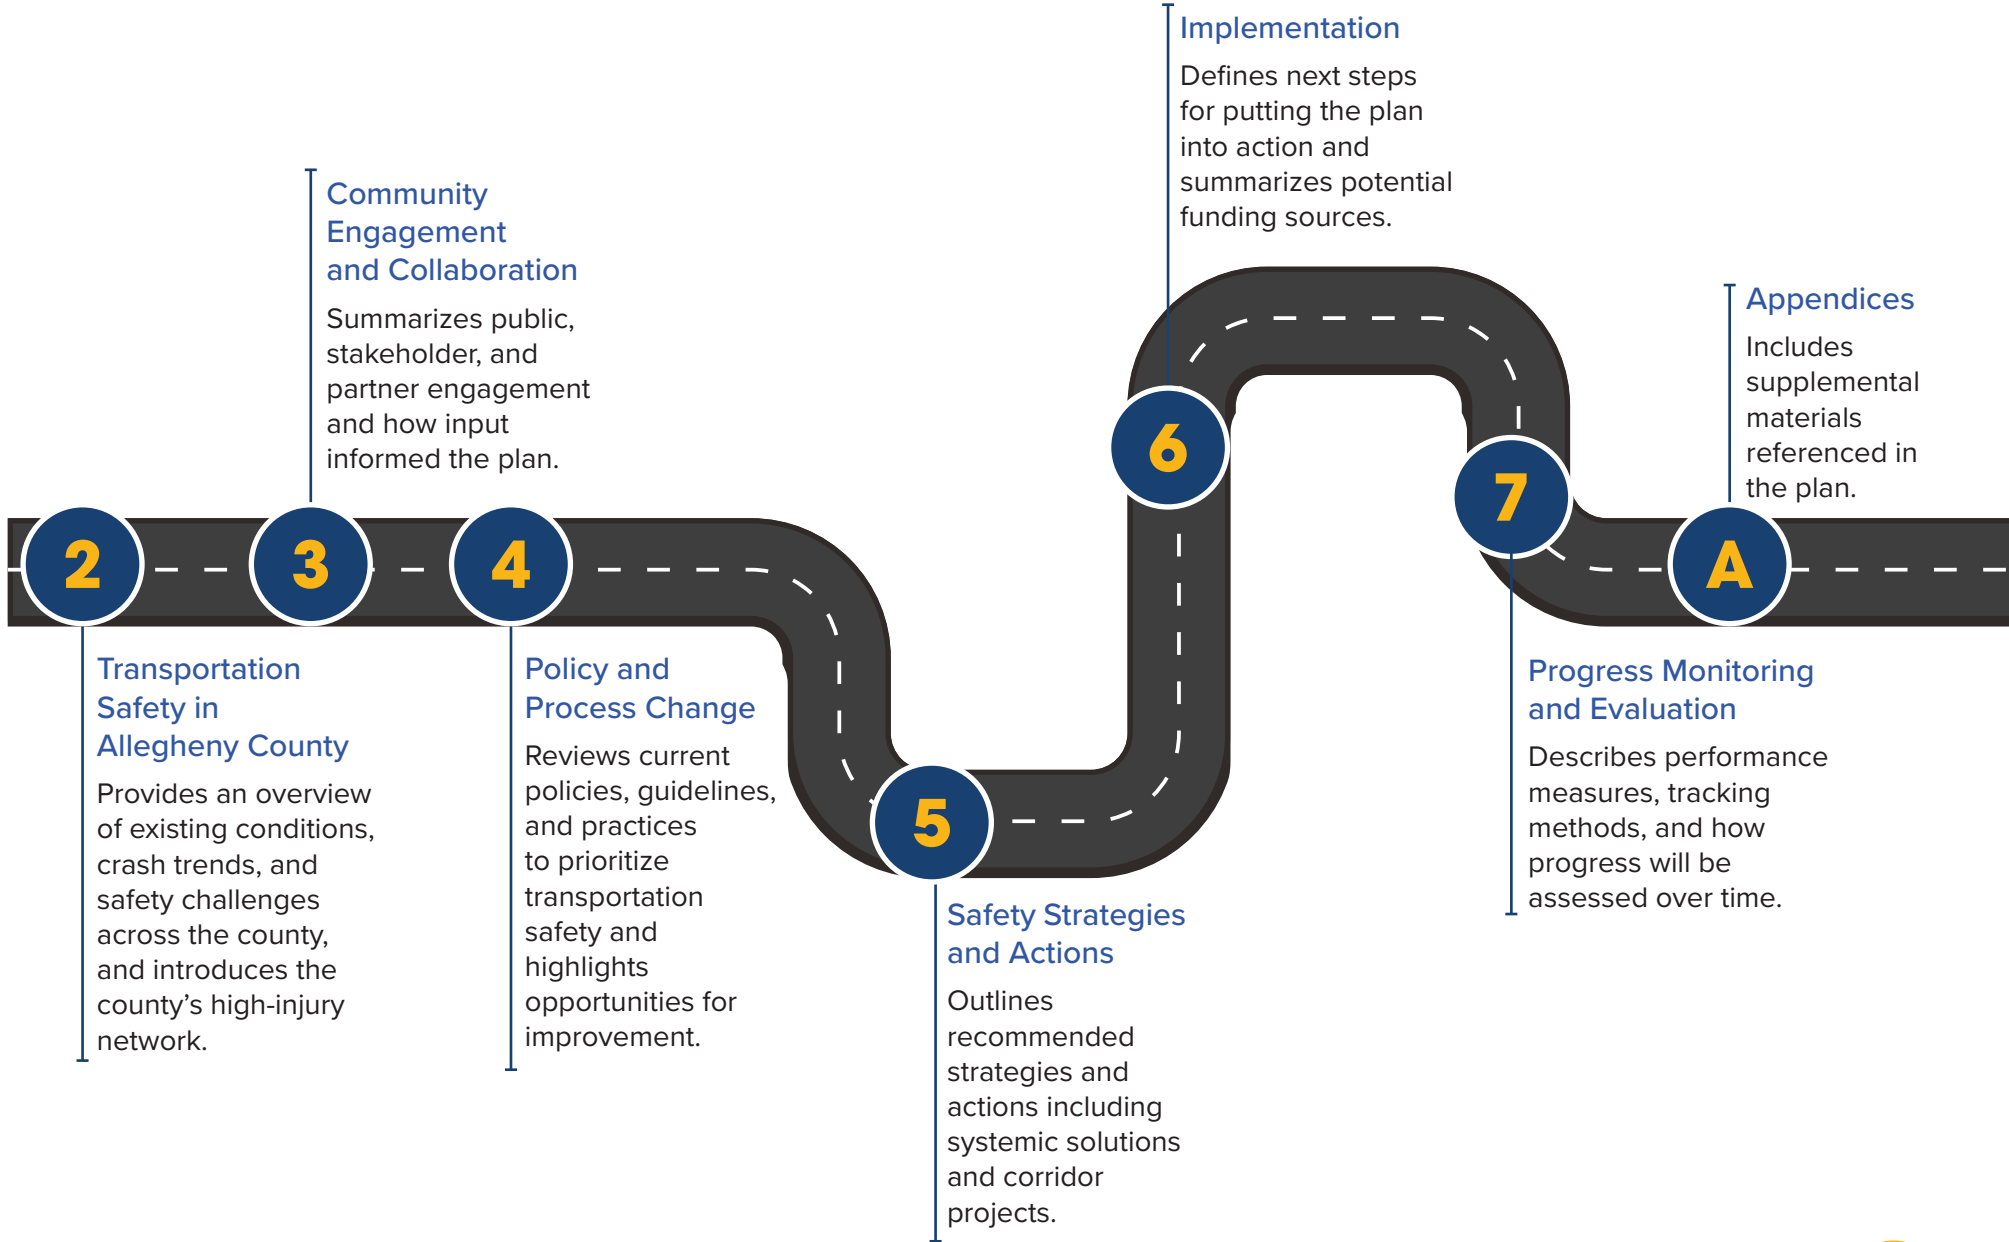 2
Transportation
Safety in
Allegheny County
Provides an overview
of existing conditions,
crash trends, and
safety challenges
across the county,
and introduces the
county’s high-injury
network.
3
Community
Engagement
and Collaboration
Summarizes public,
stakeholder, and
partner engagement
and how input
informed the plan.
4
Policy and
Process Change
Reviews current
policies, guidelines,
and practices
to prioritize
transportation
safety and
highlights
opportunities for
improvement.
5
Safety Strategies
and Actions
Outlines
recommended
strategies and
actions including
systemic solutions
and corridor
projects.
6
Implementation
Defines next steps
for putting the plan
into action and
summarizes potential
funding sources.
7
Progress Monitoring
and Evaluation
Describes performance
measures, tracking
methods, and how
progress will be
assessed over time.
A
Appendices
Includes
supplemental
materials
referenced in
the plan.